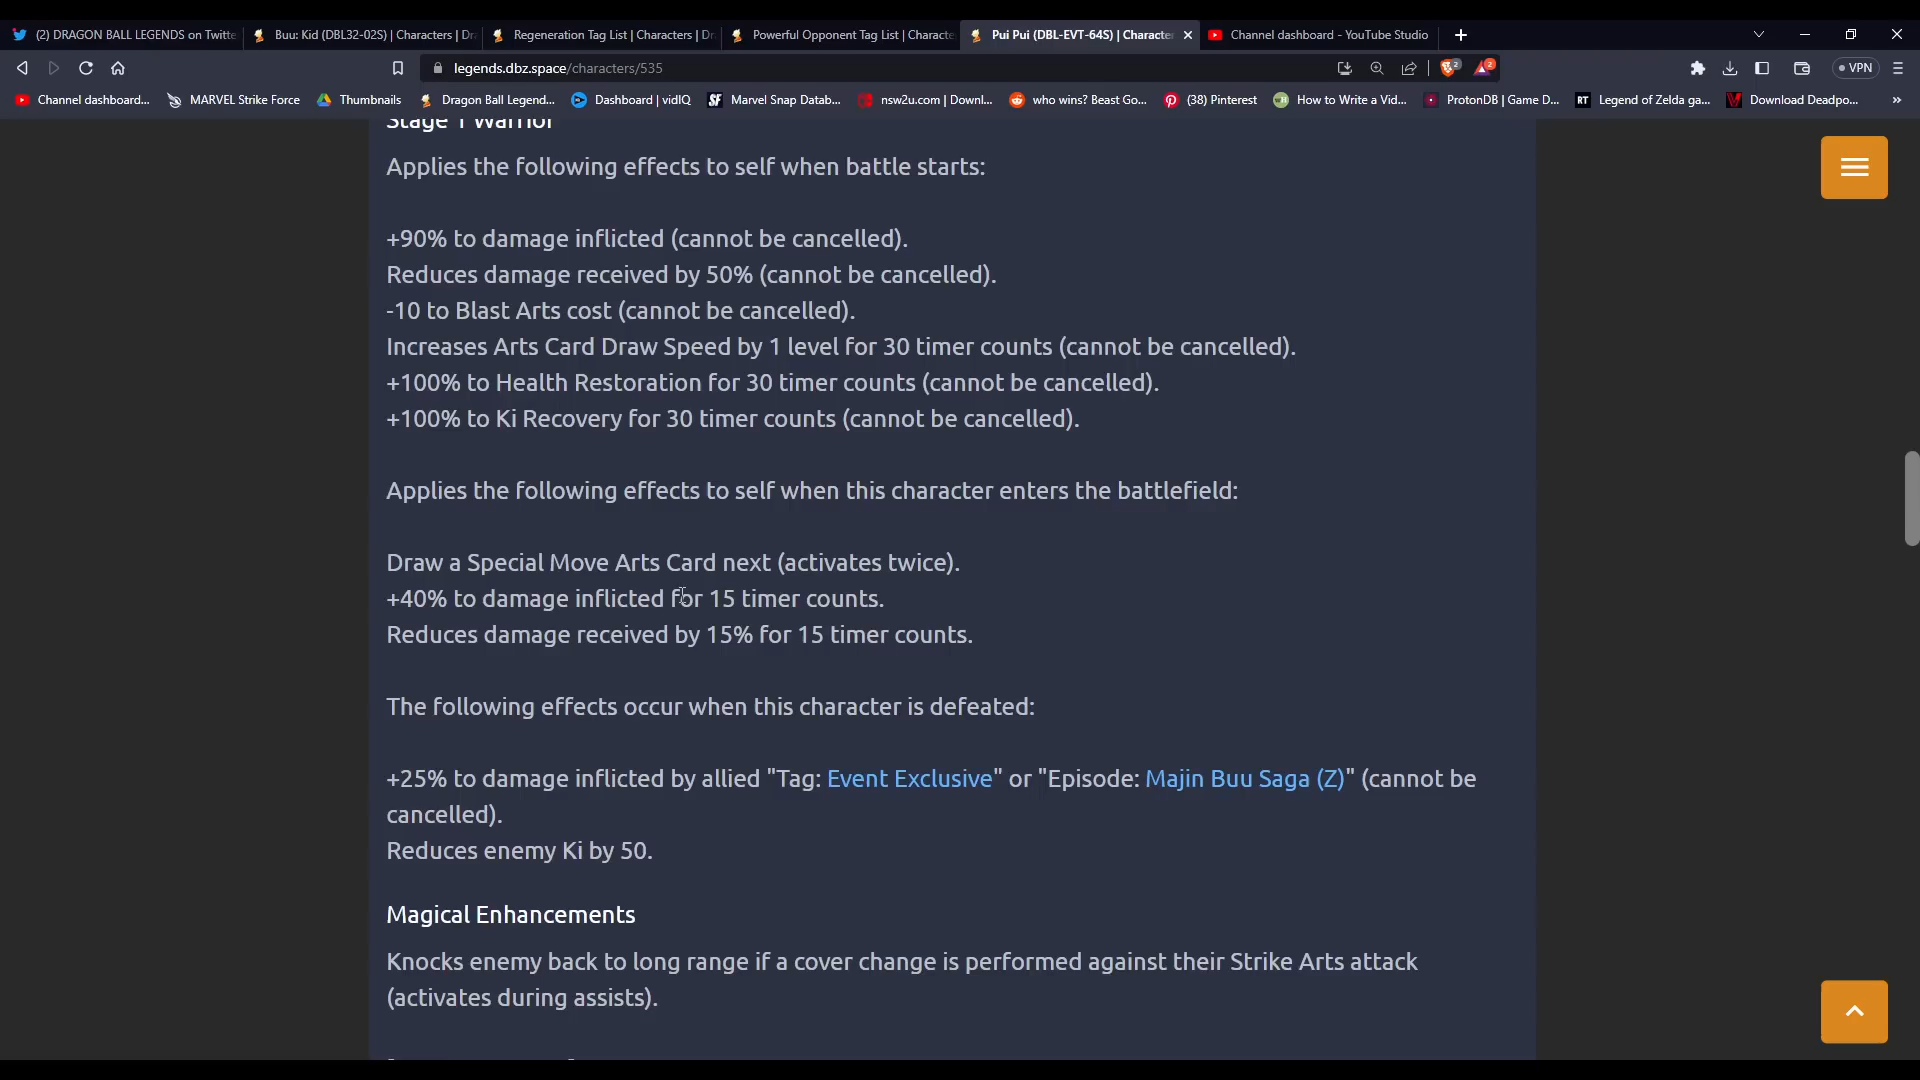 (2) DRAGON BALL LEGENDS on Twitte
Buu: Kid (DBL32-02S) | Characters | Dr
Regeneration Tag List | Characters | Dr
Powerful Opponent Tag List | Characte
Pui Pui (DBL-EVT-64S) | Character
Channel dashboard - YouTube Studio
legends.dbz.space/characters/535
2
2
VPN
Channel dashboard...
MARVEL Strike Force
Thumbnails
Dragon Ball Legend...
Dashboard | vidIQ
Marvel Snap Datab...
nsw2u.com | Downl...
who wins? Beast Go...
(38) Pinterest
How to Write a Vid...
ProtonDB | Game D...
RT
Legend of Zelda ga...
Download Deadpo...
Stage 1 Warrior
Applies the following effects to self when battle starts:
+90% to damage inflicted (cannot be cancelled).
Reduces damage received by 50% (cannot be cancelled).
-10 to Blast Arts cost (cannot be cancelled).
Increases Arts Card Draw Speed by 1 level for 30 timer counts (cannot be cancelled).
+100% to Health Restoration for 30 timer counts (cannot be cancelled).
+100% to Ki Recovery for 30 timer counts (cannot be cancelled).
Applies the following effects to self when this character enters the battlefield:
Draw a Special Move Arts Card next (activates twice).
+40% to damage inflicted for 15 timer counts.
Reduces damage received by 15% for 15 timer counts.
The following effects occur when this character is defeated:
+25% to damage inflicted by allied "Tag: Event Exclusive" or "Episode: Majin Buu Saga (Z)" (cannot be
cancelled).
Reduces enemy Ki by 50.
Magical Enhancements
Knocks enemy back to long range if a cover change is performed against their Strike Arts attack
(activates during assists).